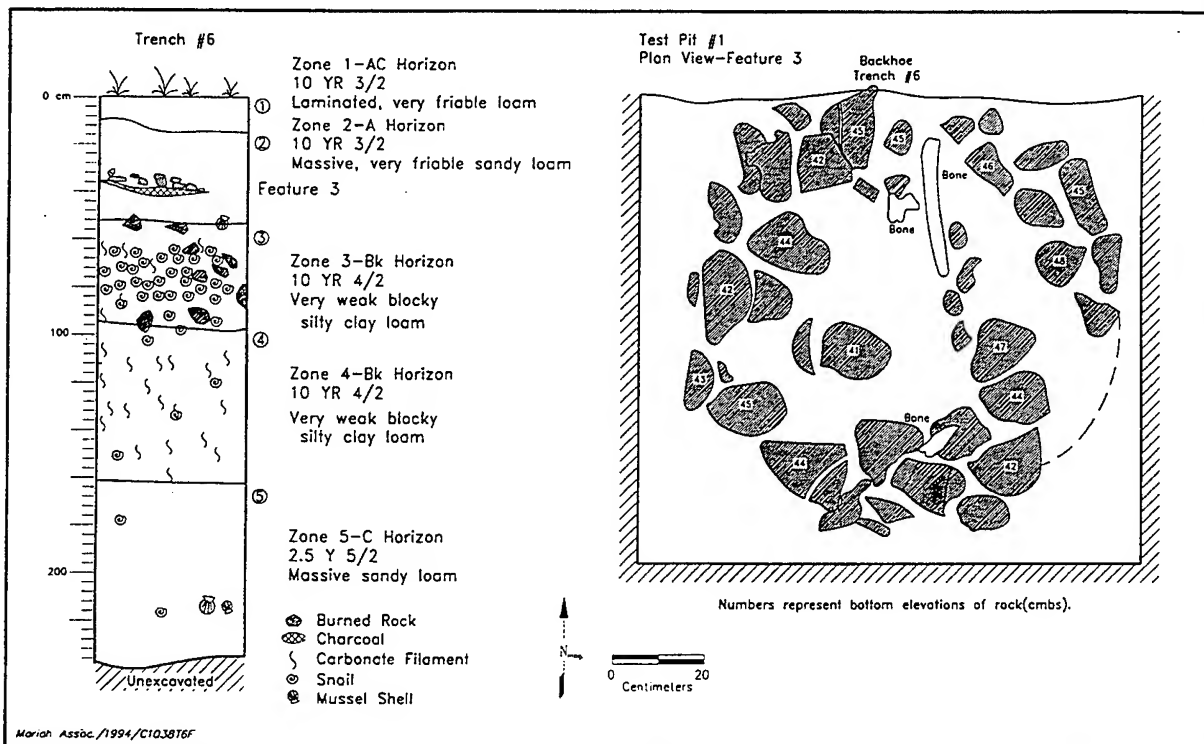 Trench #6
0 cm
100
200
①
②
③
④
⑤
Zone 1-AC Horizon
10 YR 3/2
Laminated, very friable loam
Zone 2-A Horizon
10 YR 3/2
Massive, very friable sandy loam
Feature 3
Zone 3-Bk Horizon
10 YR 4/2
Very weak blocky
silty clay loam
Zone 4-Bk Horizon
10 YR 4/2
Very weak blocky
silty clay loam
Zone 5-C Horizon
2.5 Y 5/2
Massive sandy loam
Burned Rock
Charcoal
Carbonate Filament
Snail
Mussel Shell
Unexcavated
Test Pit #1
Plan View-Feature 3
Backhoe
Trench #6
45
45
42
46
45
Bone
Bone
44
48
42
41
47
43
45
44
Bone
44
42
Numbers represent bottom elevations of rock(cmbs).
N
0 20
Centimeters
Mariah Assoc./1994/C1038T6F